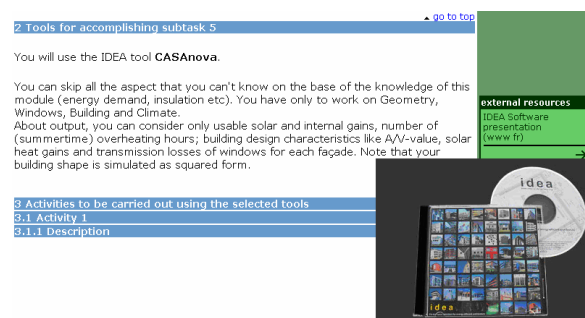 go to top
2 Tools for accomplishing subtask 5
You will use the IDEA tool CASAnova.
You can skip all the aspect that you can't know on the base of the knowledge of this
module (energy demand, insulation etc). You have only to work on Geometry,
Windows, Building and Climate.
About output, you can consider only usable solar and internal gains, number of
(summertime) overheating hours; building design characteristics like A/V-value, solar
heat gains and transmission losses of windows for each façade. Note that your
building shape is simulated as squared form.
3 Activities to be carried out using the selected tools
3.1 Activity 1
3.1.1 Description
external resources
IDEA Software
presentation
(www fr)
idea
idea